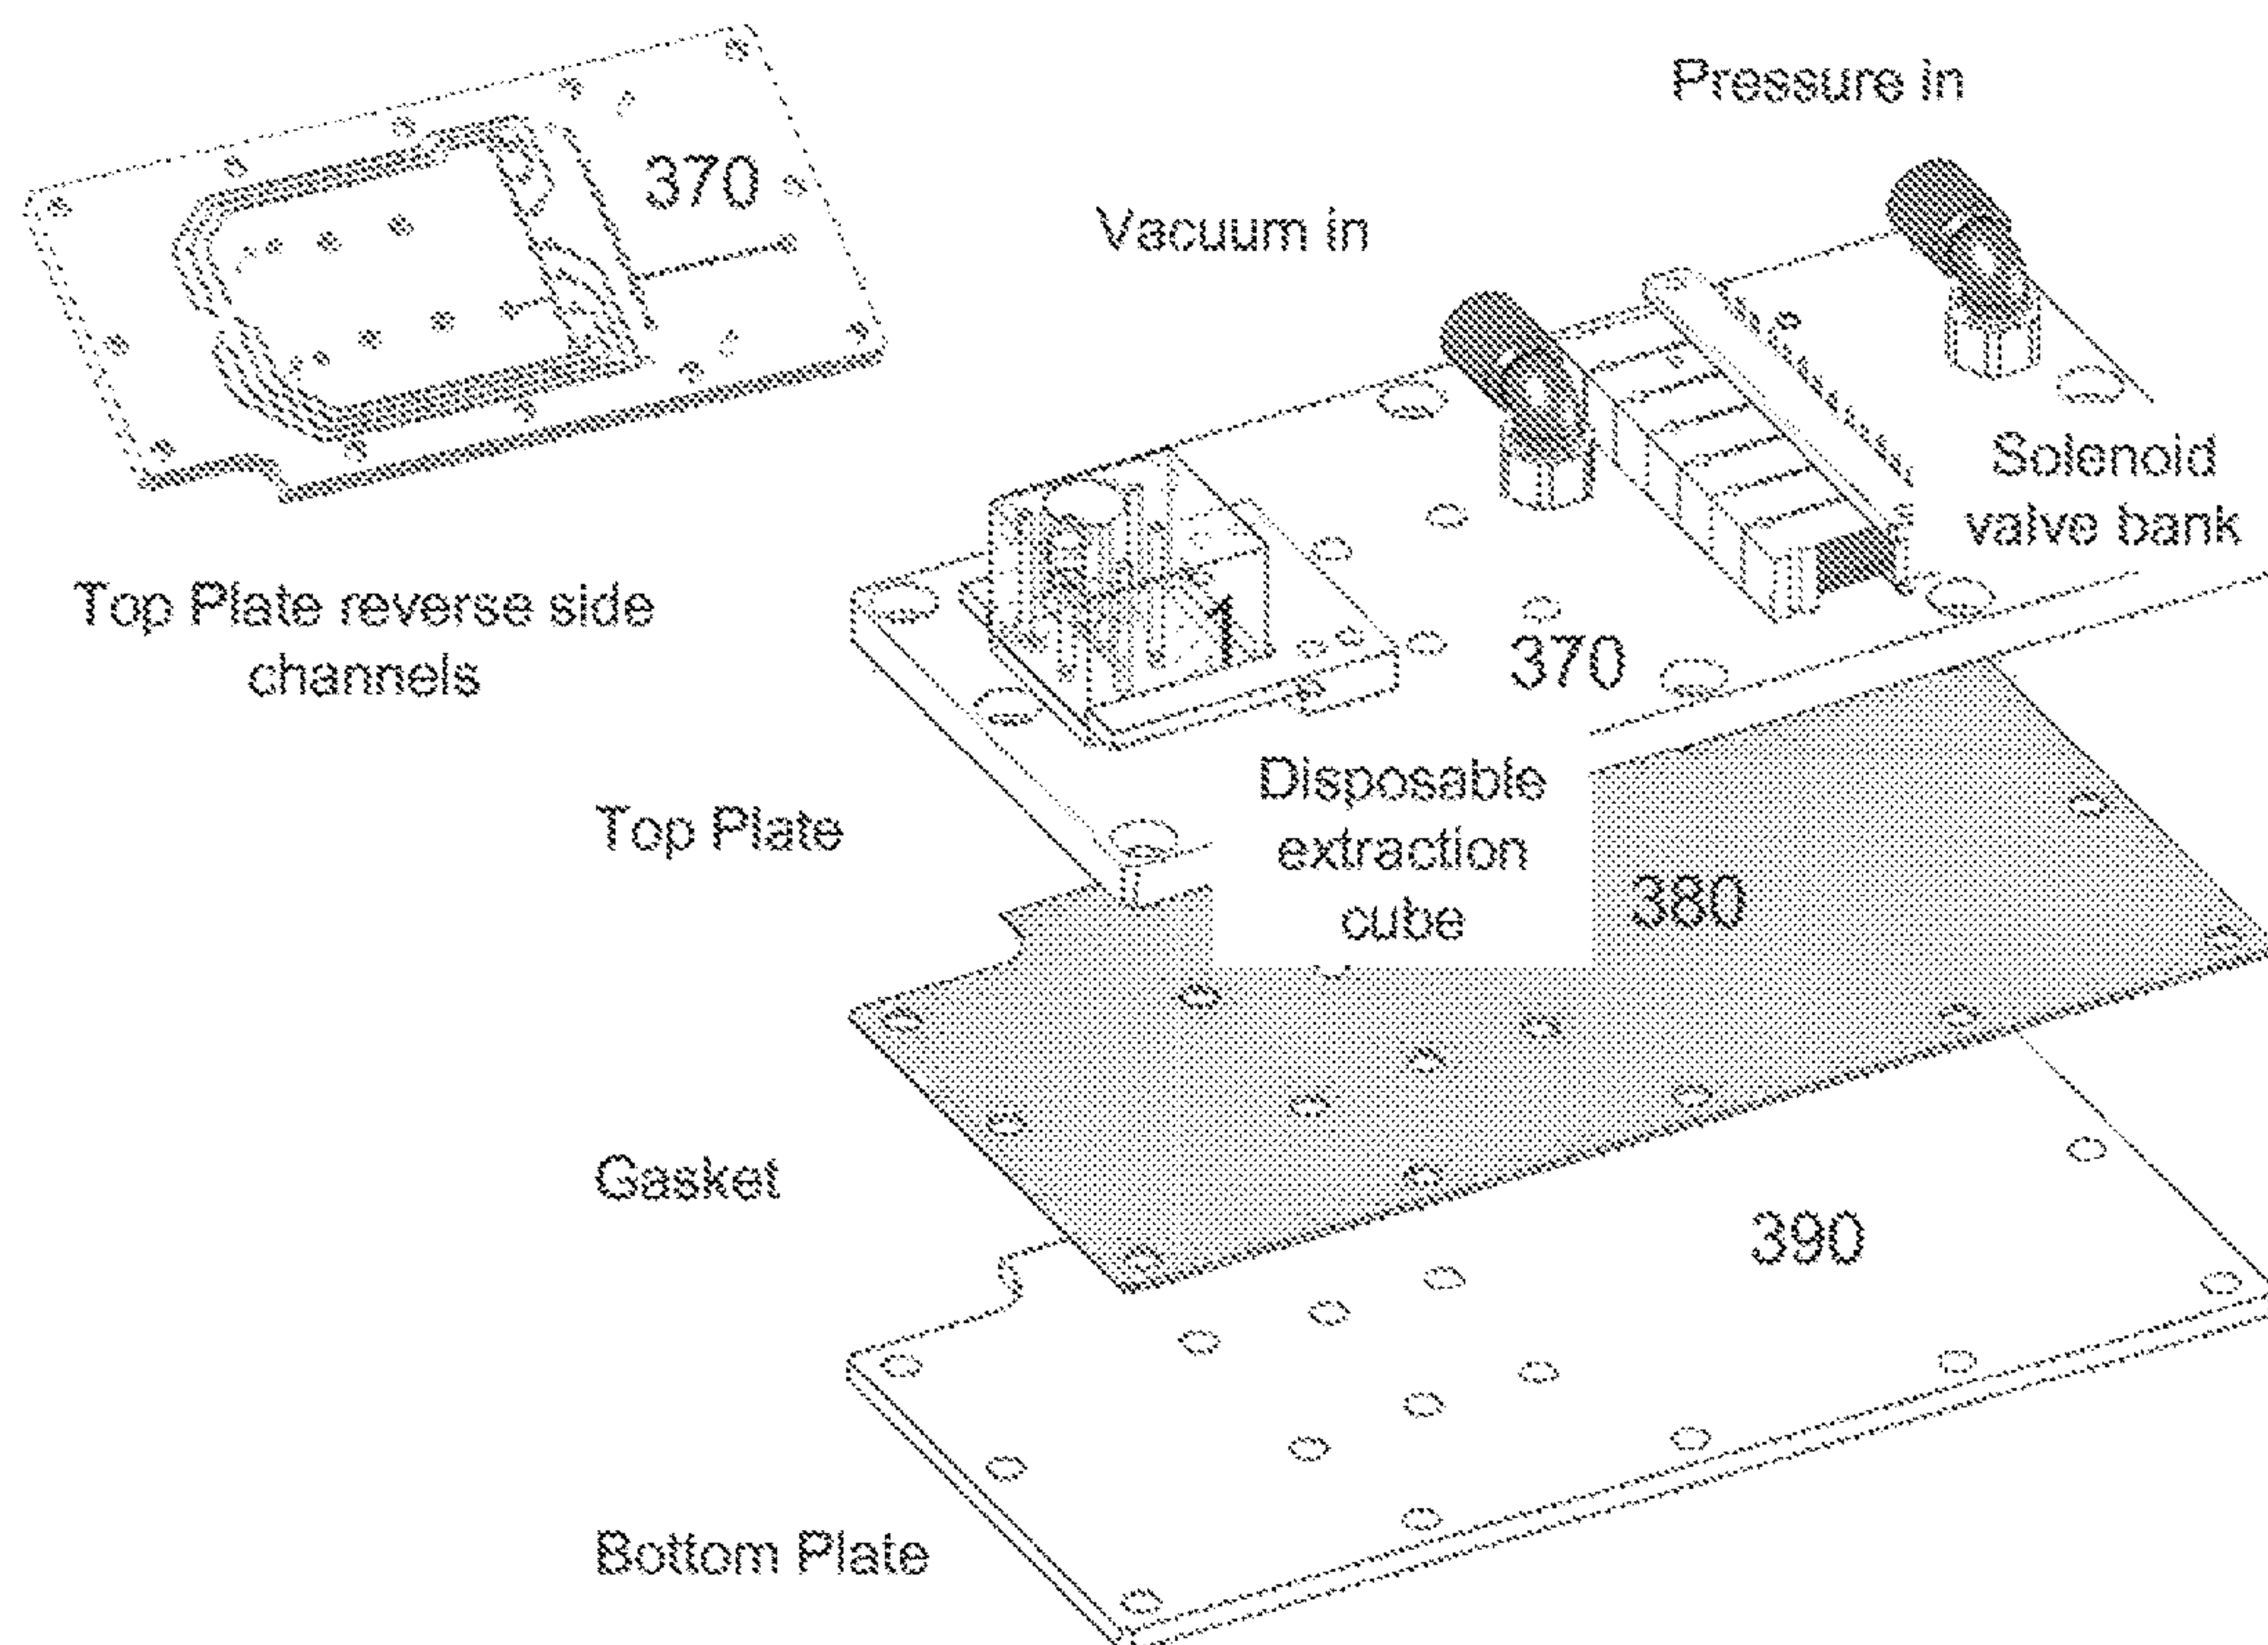 Pressure in
370
Vacuum in
Solenoid
valve bank
Top Plate reverse side
channels
1
370
Disposable
extraction
cube
Top Plate
380
Gasket
390
Bottom Plate